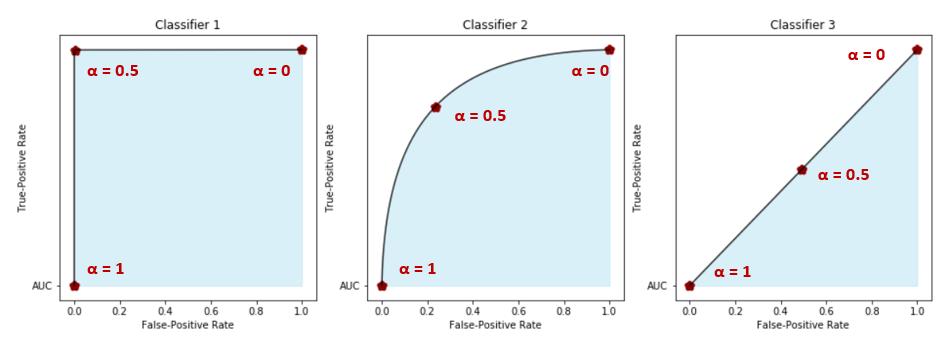 Classifier 1
True-Positive Rate
α = 0.5
α = 0
α = 1
AUC
0.0 0.2 0.4 0.6 0.8 1.0
False-Positive Rate
Classifier 2
True-Positive Rate
α = 0
α = 0.5
α = 1
AUC
0.0 0.2 0.4 0.6 0.8 1.0
False-Positive Rate
Classifier 3
True-Positive Rate
α = 0
α = 0.5
α = 1
AUC
0.0 0.2 0.4 0.6 0.8 1.0
False-Positive Rate